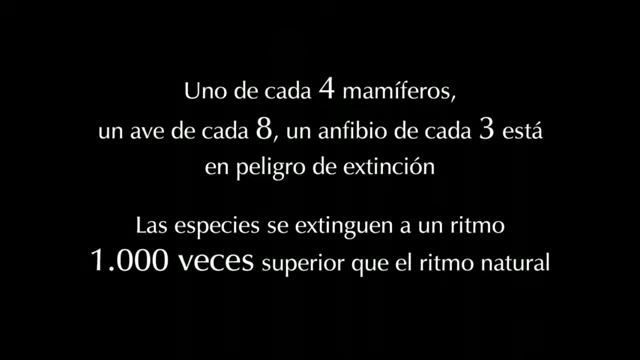 Uno de cada 4 mamíferos,
un ave de cada 8, un anfibio de cada 3 está
en peligro de extinción
Las especies se extinguen a un ritmo
1.000 veces superior que el ritmo natural